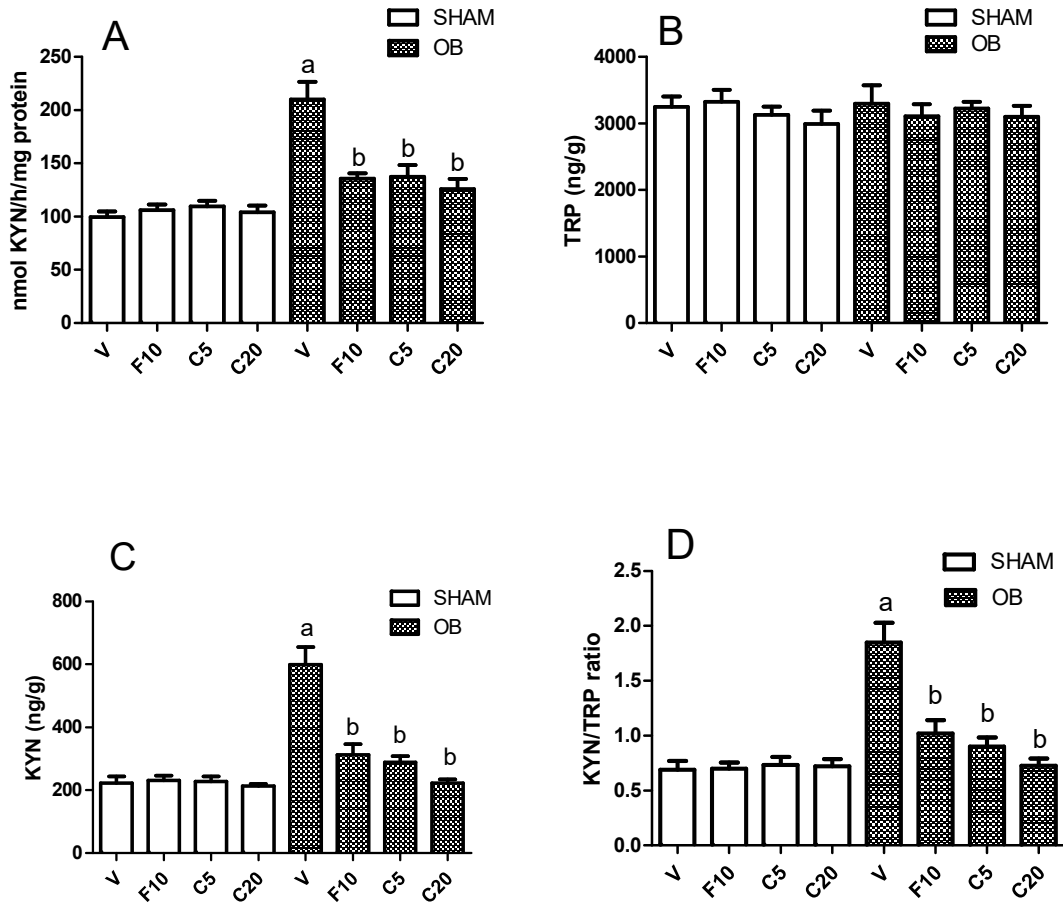 A
SHAM
OB
nmol KYN/h/mg protein
250
200
150
100
50
0
a
b
b
b
V
F10
C5
C20
V
F10
C5
C20
B
SHAM
OB
TRP (ng/g)
4000
3000
2000
1000
0
V
F10
C5
C20
V
F10
C5
C20
C
SHAM
OB
KYN (ng/g)
800
600
400
200
0
a
b
b
b
V
F10
C5
C20
V
F10
C5
C20
D
SHAM
OB
KYN/TRP ratio
2.5
2.0
1.5
1.0
0.5
0.0
a
b
b
b
V
F10
C5
C20
V
F10
C5
C20